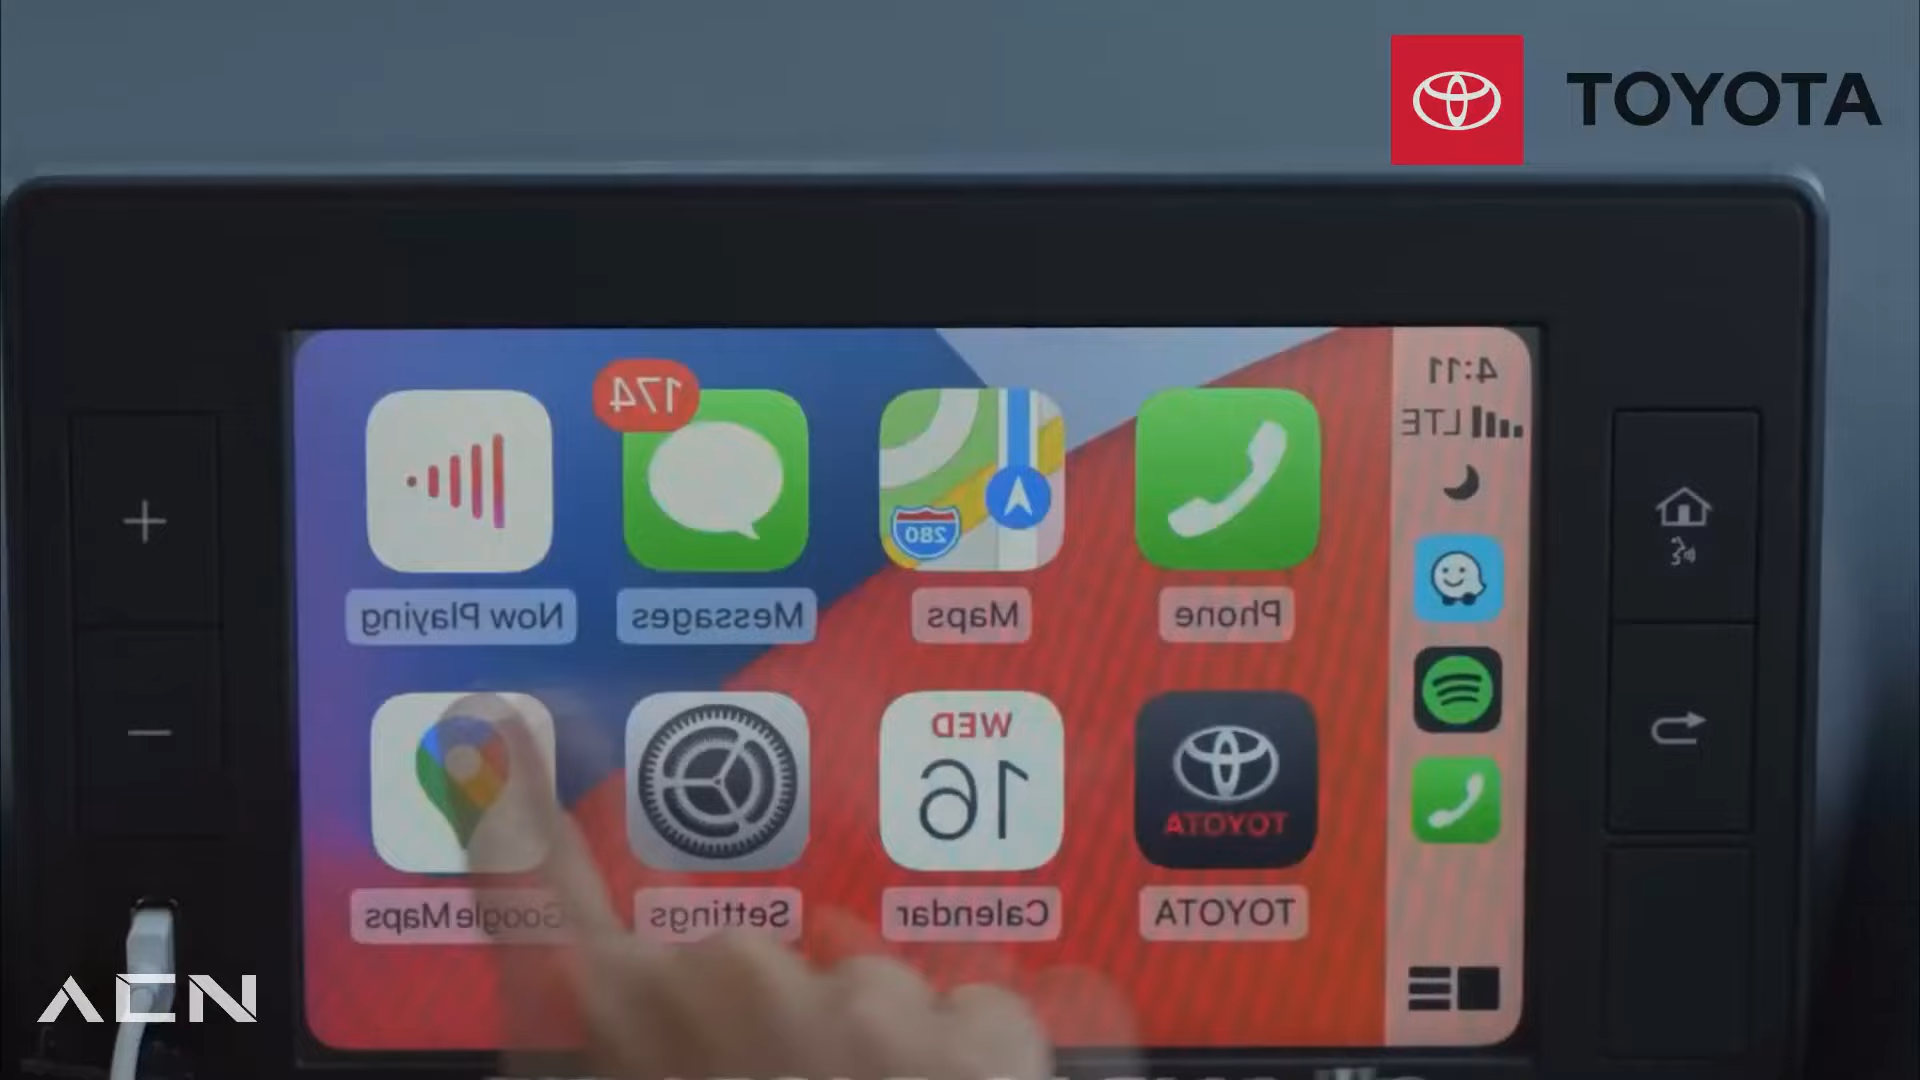 TOYOTA
4:11
LTE
174
280
Now Playing
Messages
Maps
Phone
WED
16
TOYOTA
Google Maps
Settings
Calendar
TOYOTA
AEN